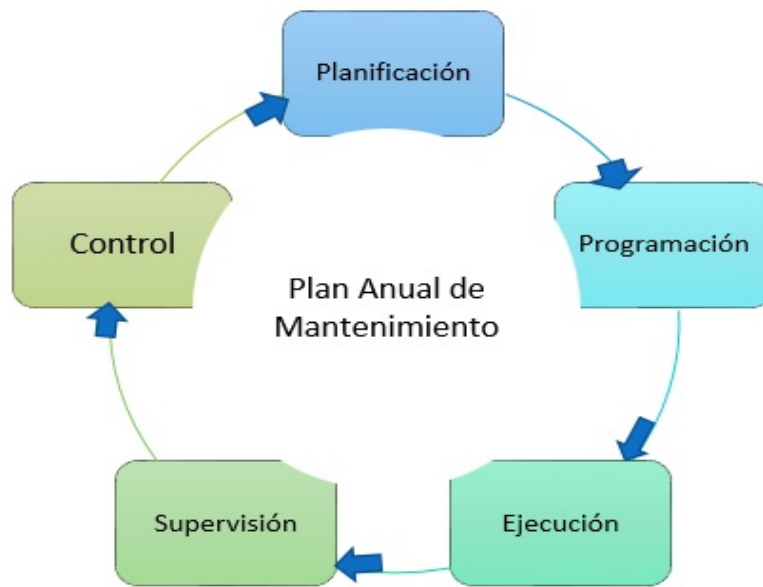 Planificación
Programación
Ejecución
Supervisión
Control
Plan Anual de
Mantenimiento